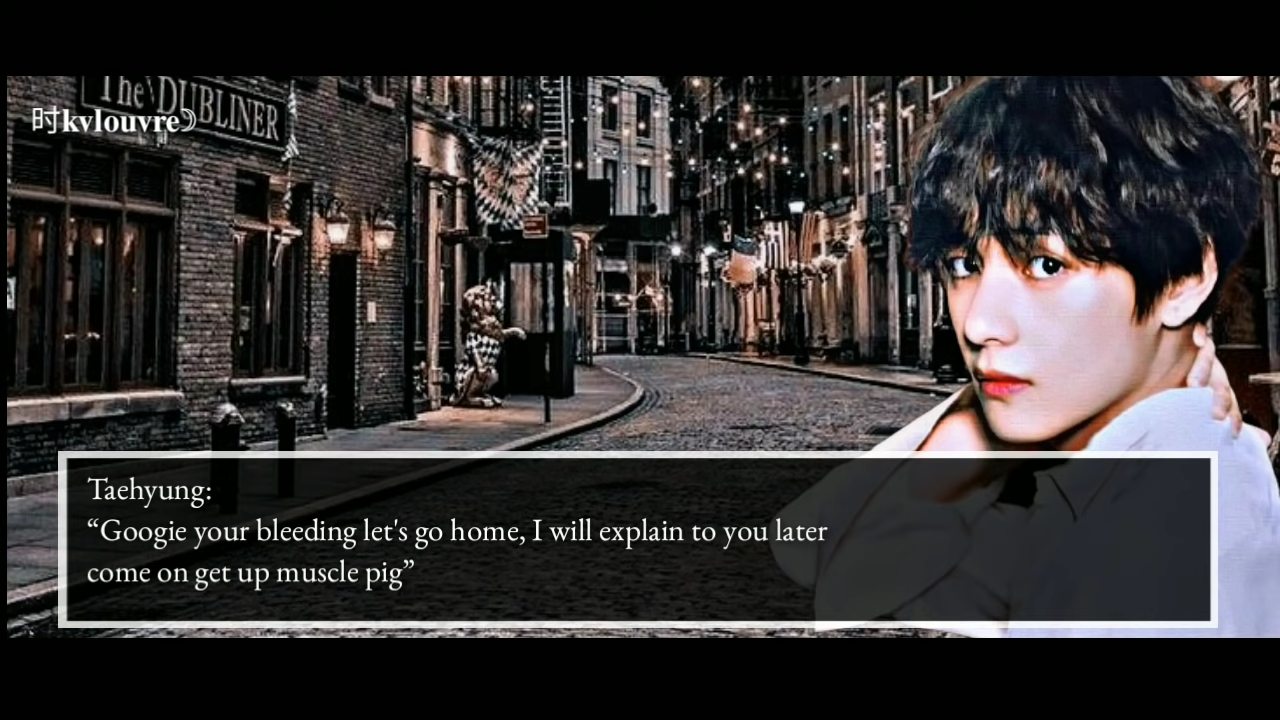 The DUBLINER
时kvlouvre☽
Taehyung:
“Googie your bleeding let's go home, I will explain to you later
come on get up muscle pig”